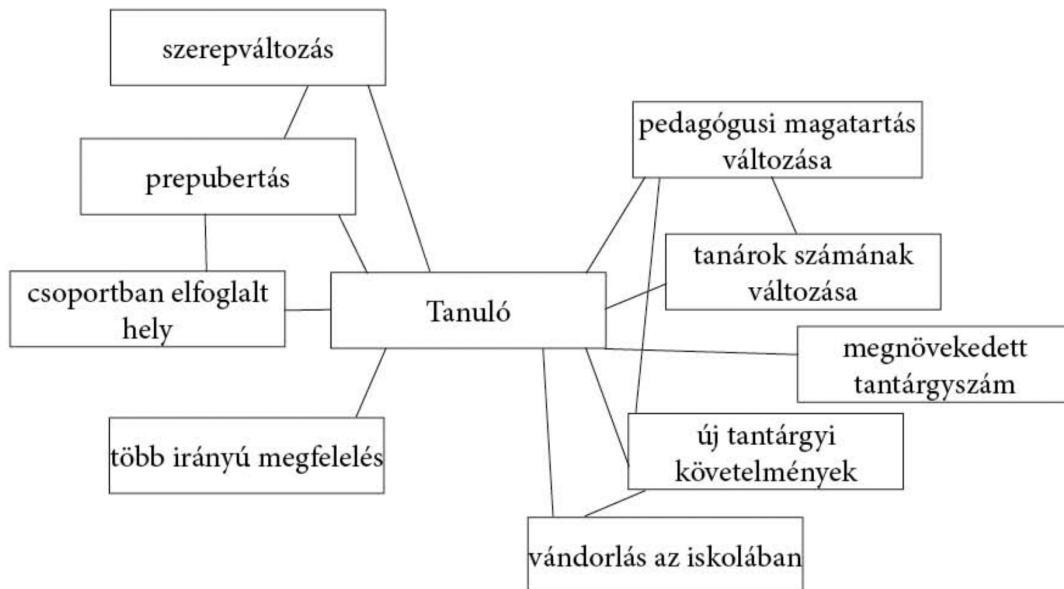 szerepváltozás
prepubertás
csoportban elfoglalt
hely
több irányú megfelelés
Tanuló
pedagógusi magatartás
változása
tanárok számának
változása
megnövekedett
tantárgyszám
új tantárgyi
követelmények
vándorlás az iskolában